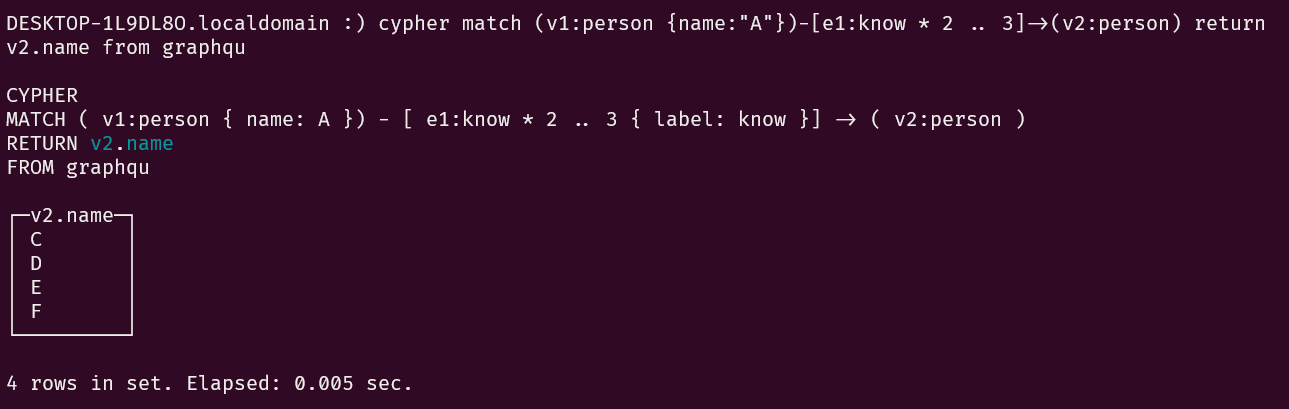 DESKTOP-1L9DL8O.localdomain :) cypher match (v1:person {name:"A"})-[e1:know * 2 .. 3]->(v2:person) return
v2.name from graphqu
CYPHER
MATCH ( v1:person { name: A }) - [ e1:know * 2 .. 3 { label: know }] -> ( v2:person )
RETURN v2.name
FROM graphqu
v2.name
C
D
E
F
4 rows in set. Elapsed: 0.005 sec.